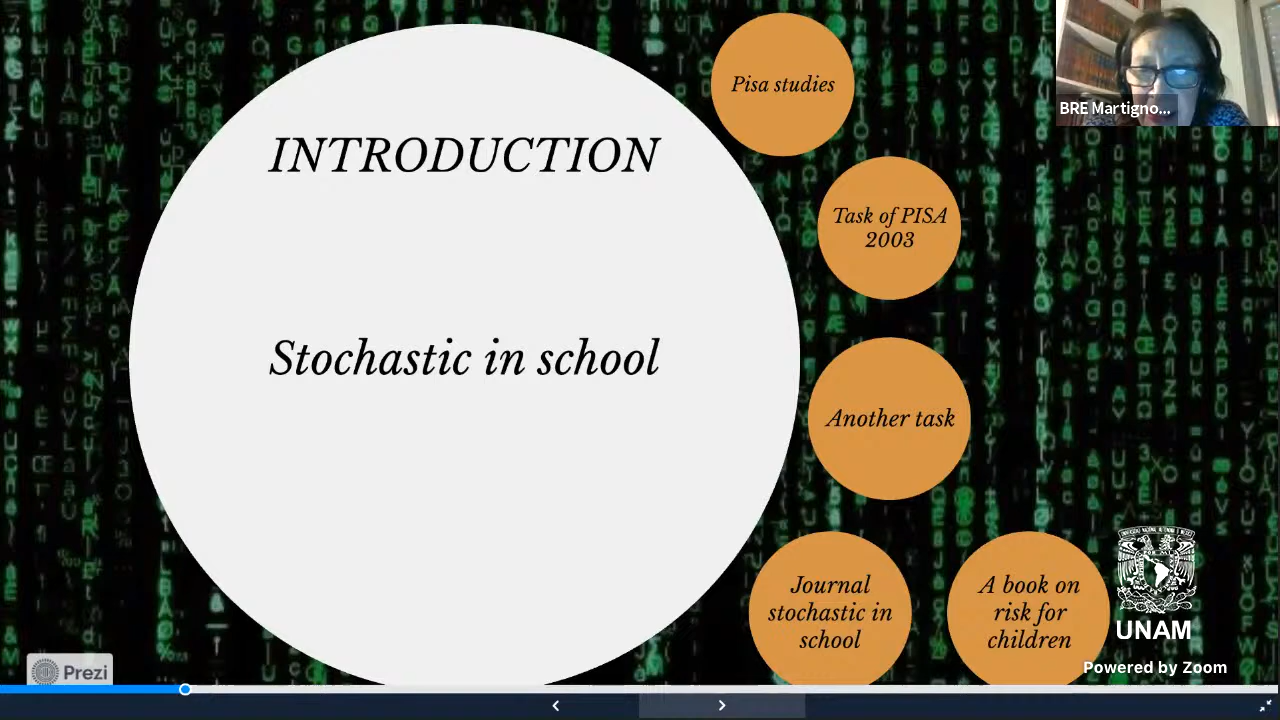 INTRODUCTION
Stochastic in school
Pisa studies
Task of PISA
2003
Another task
Journal
stochastic in
school
A book on
risk for
children
BRE Martigno...
UNAM
Powered by Zoom
Prezi